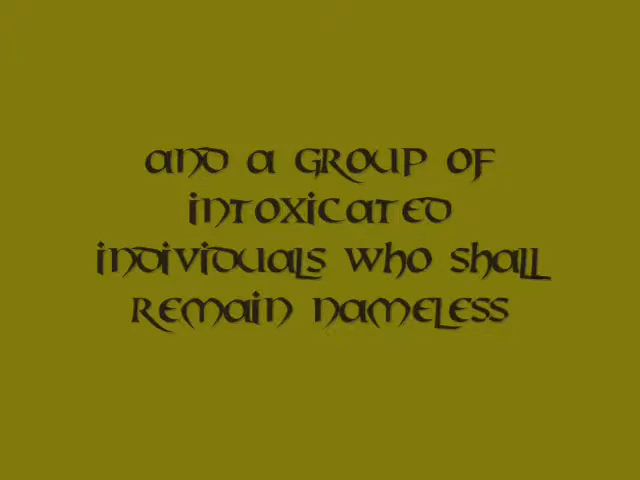 and a group of
intoxicated
individuals who shall
remain nameless